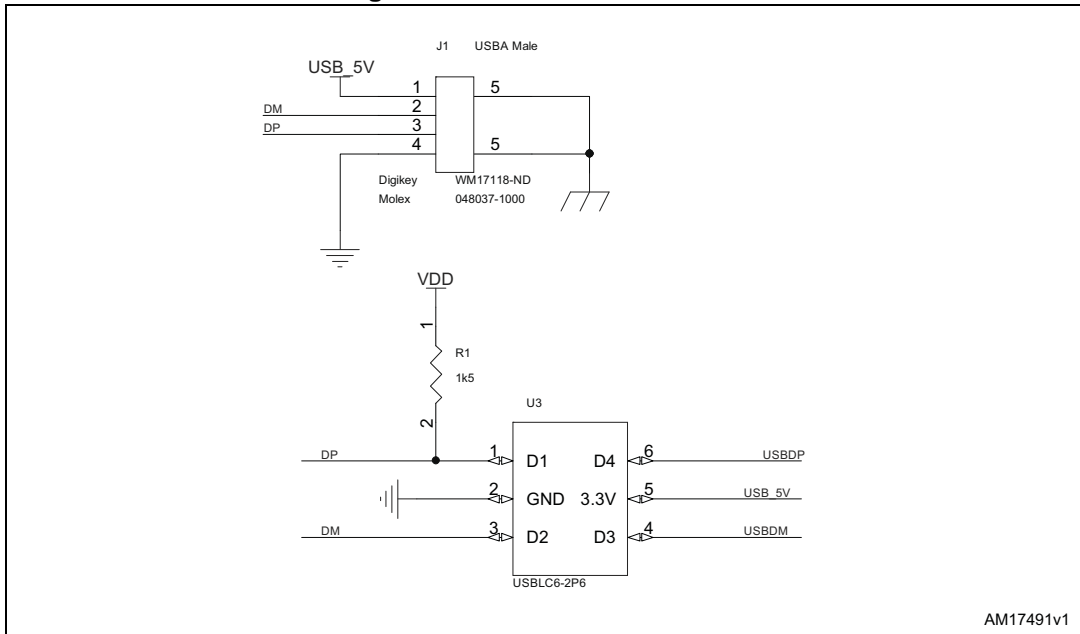 J1 USBA Male
USB_5V
1 5
DM 2
DP 3
4 5
Digikey WM17118-ND
Molex 048037-1000
VDD
1
R1
1k5
2
U3
DP 1 D1 D4 6 USBDP
2 GND 3.3V 5 USB_5V
DM 3 D2 D3 4 USBDM
USBLC6-2P6
AM17491v1